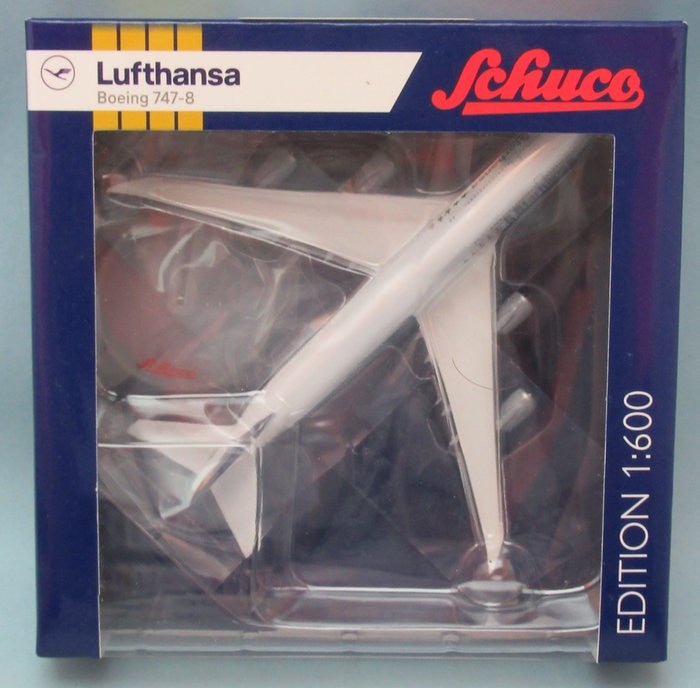 Lufthansa
Boeing 747-8
Schuco
EDITION 1:600